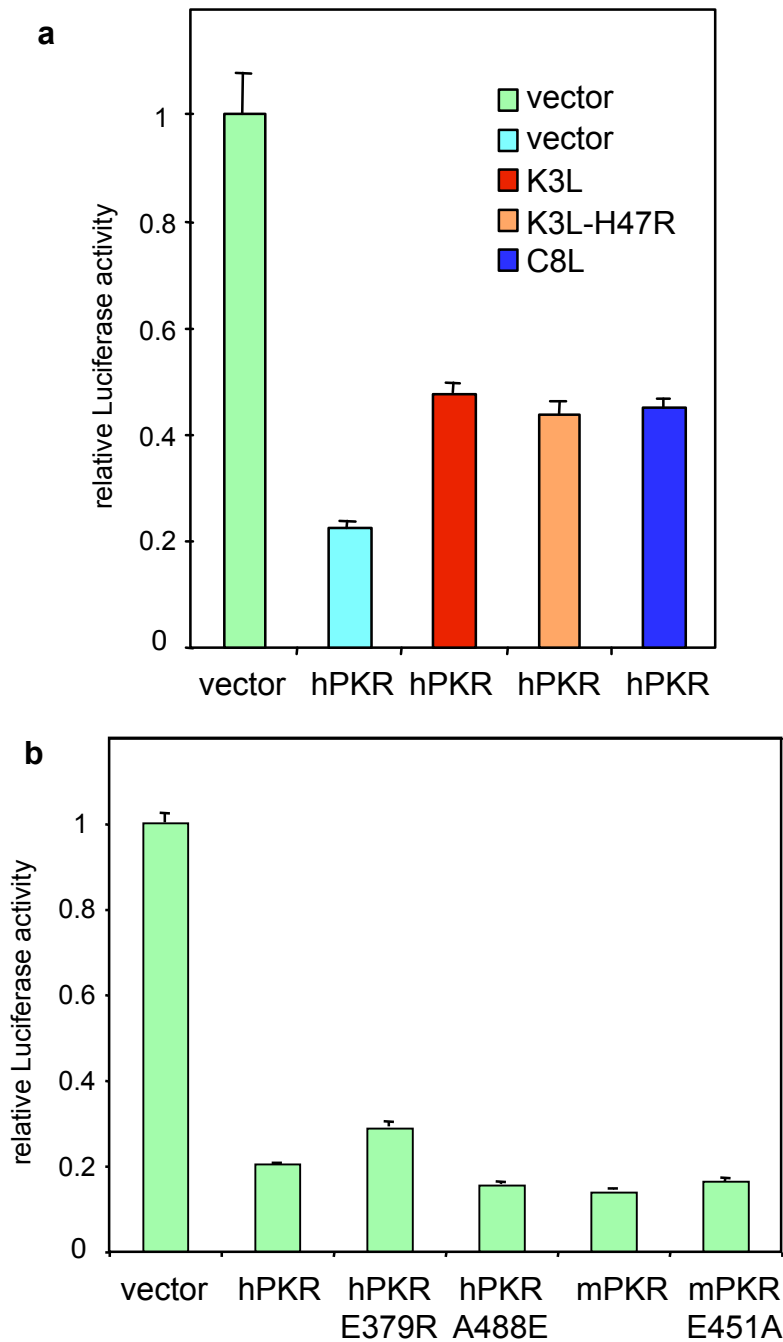 a
relative Luciferase activity
1
0.8
0.6
0.4
0.2
0
vector
vector
K3L
K3L-H47R
C8L
vector hPKR hPKR hPKR hPKR
b
relative Luciferase activity
1
0.8
0.6
0.4
0.2
0
vector hPKR hPKR hPKR mPKR mPKR
E379R A488E E451A